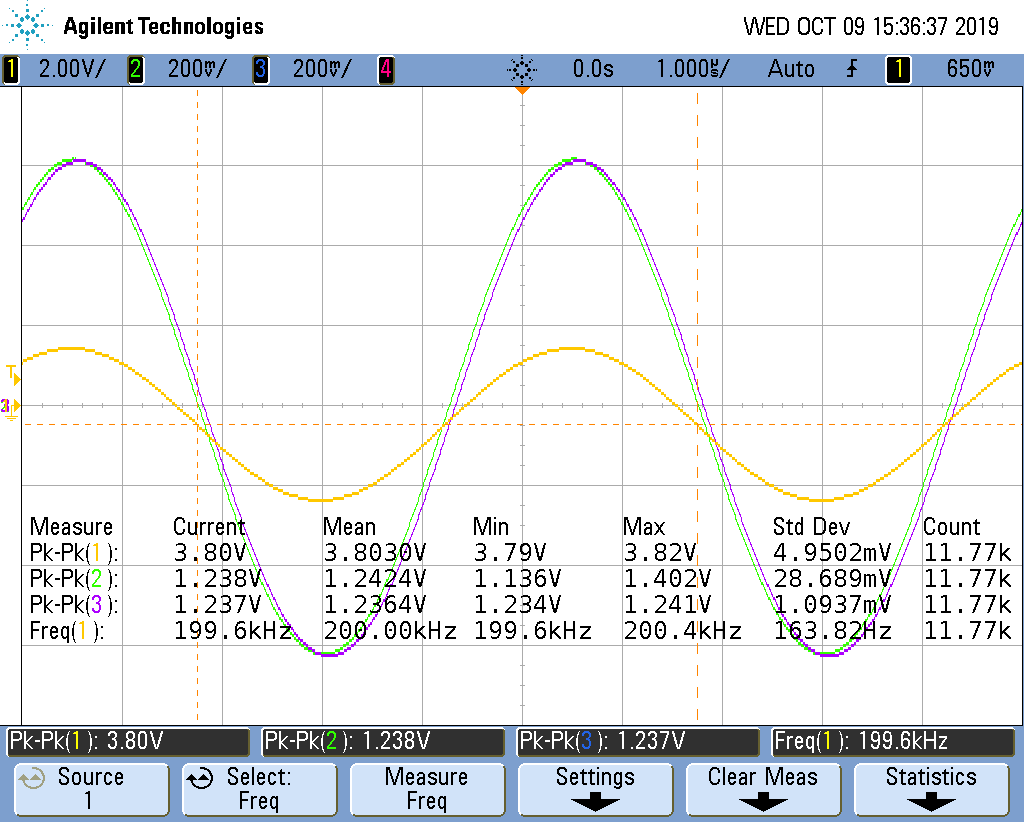 Agilent Technologies WED OCT 09 15:36:37 2019
1 2.00V/ 2 200mV/ 3 200mV/ 4 0.0s 1.000µs/ Auto 1 650mV
T
3
Measure Current Mean Min Max Std Dev Count
Pk-Pk(1): 3.80V 3.8030V 3.79V 3.82V 4.9502mV 11.77k
Pk-Pk(2): 1.238V 1.2424V 1.136V 1.402V 28.689mV 11.77k
Pk-Pk(3): 1.237V 1.2364V 1.234V 1.241V 1.0937mV 11.77k
Freq(1): 199.6kHz 200.00kHz 199.6kHz 200.4kHz 163.82Hz 11.77k
Pk-Pk(1): 3.80V Pk-Pk(2): 1.238V Pk-Pk(3): 1.237V Freq(1): 199.6kHz
Source Select: Measure Settings Clear Meas Statistics
1 Freq Freq